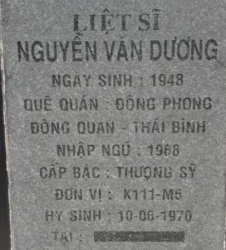 LIỆT SĨ
NGUYỄN VĂN DƯƠNG
NGÀY SINH : 1948
QUÊ QUÁN : ĐÔNG PHONG
ĐÔNG QUAN - THÁI BÌNH
NHẬP NGŨ : 1968
CẤP BẬC : THƯỢNG SỸ
ĐƠN VỊ : K111-M6
HY SINH : 10-06-1970
TẠI :